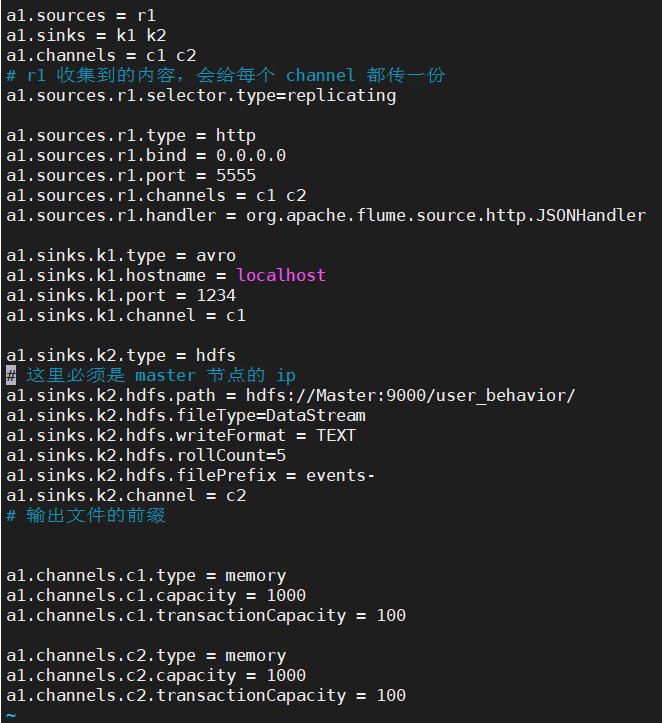 a1.sources = r1
a1.sinks = k1 k2
a1.channels = c1 c2
# r1 收集到的内容，会给每个 channel 都传一份
a1.sources.r1.selector.type=replicating
a1.sources.r1.type = http
a1.sources.r1.bind = 0.0.0.0
a1.sources.r1.port = 5555
a1.sources.r1.channels = c1 c2
a1.sources.r1.handler = org.apache.flume.source.http.JSONHandler
a1.sinks.k1.type = avro
a1.sinks.k1.hostname = localhost
a1.sinks.k1.port = 1234
a1.sinks.k1.channel = c1
a1.sinks.k2.type = hdfs
# 这里必须是 master 节点的 ip
a1.sinks.k2.hdfs.path = hdfs://Master:9000/user_behavior/
a1.sinks.k2.hdfs.fileType=DataStream
a1.sinks.k2.hdfs.writeFormat = TEXT
a1.sinks.k2.hdfs.rollCount=5
a1.sinks.k2.hdfs.filePrefix = events-
a1.sinks.k2.channel = c2
# 输出文件的前缀
a1.channels.c1.type = memory
a1.channels.c1.capacity = 1000
a1.channels.c1.transactionCapacity = 100
a1.channels.c2.type = memory
a1.channels.c2.capacity = 1000
a1.channels.c2.transactionCapacity = 100
~